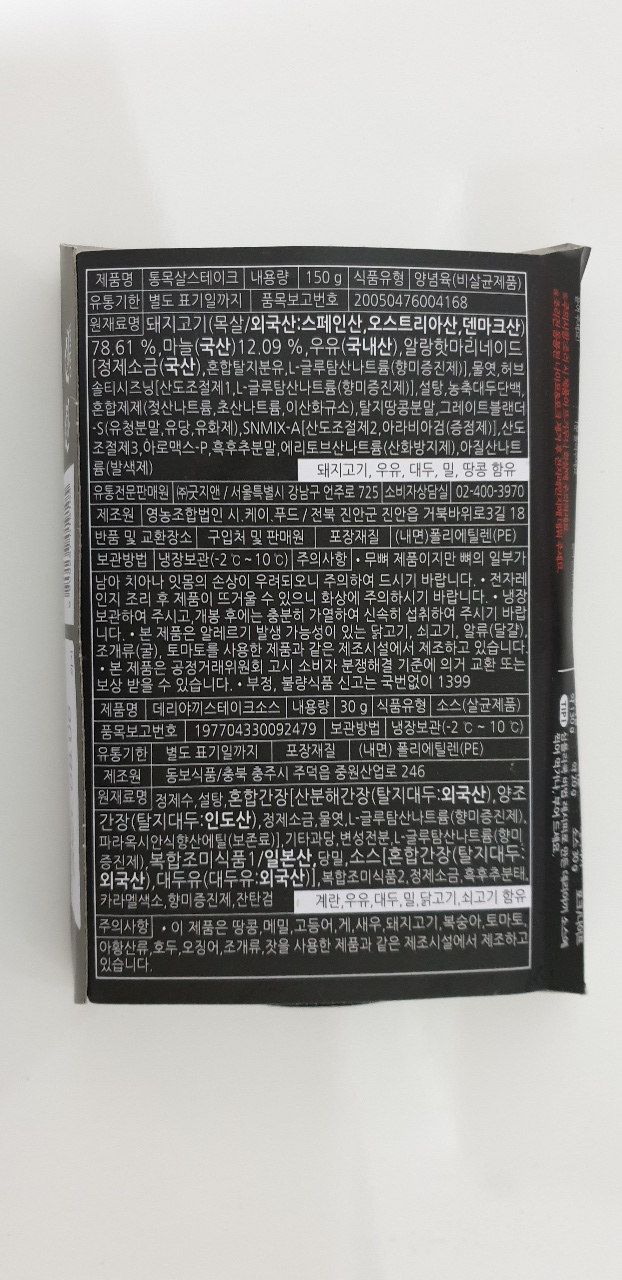 제품명 통목살스테이크 내용량 150 g 식품유형 양념육(비살균제품)
유통기한 별도 표기일까지 품목보고번호 20050476004168
원재료명 돼지고기(목살/외국산:스페인산,오스트리아산,덴마크산)
78.61 %,마늘(국산)12.09 %,우유(국내산),알랑핫마리네이드
[정제소금(국산),혼합탈지분유,L-글루탐산나트륨(향미증진제)],물엿,허브
솔티시즈닝[산도조절제1,L-글루탐산나트륨(향미증진제)],설탕,농축대두단백,
혼합제제(젖산나트륨,초산나트륨,이산화규소),탈지땅콩분말,그레이트블랜더
-S(유청분말,유당,유화제),SNMIX-A[산도조절제2,아라비아검(증점제)],산도
조절제3,아로맥스-P,흑후추분말,에리토브산나트륨(산화방지제),아질산나트
륨(발색제) 돼지고기, 우유, 대두, 밀, 땅콩 함유
유통전문판매원 ㈜굿지앤 / 서울특별시 강남구 언주로 725 소비자상담실 02-400-3970
제조원 영농조합법인 시.케이.푸드 / 전북 진안군 진안읍 거북바위로3길 18
반품 및 교환장소 구입처 및 판매원 포장재질 (내면)폴리에틸렌(PE)
보관방법 냉장보관(-2 ℃ ~ 10 ℃) 주의사항 • 무뼈 제품이지만 뼈의 일부가
남아 치아나 잇몸의 손상이 우려되오니 주의하여 드시기 바랍니다. • 전자레
인지 조리 후 제품이 뜨거울 수 있으니 화상에 주의하시기 바랍니다. • 냉장
보관하여 주시고,개봉 후에는 충분히 가열하여 신속히 섭취하여 주시기 바랍
니다. • 본 제품은 알레르기 발생 가능성이 있는 닭고기, 쇠고기, 알류(달걀),
조개류(굴), 토마토를 사용한 제품과 같은 제조시설에서 제조하고 있습니다.
• 본 제품은 공정거래위원회 고시 소비자 분쟁해결 기준에 의거 교환 또는
보상 받을 수 있습니다. • 부정, 불량식품 신고는 국번없이 1399
제품명 데리야끼스테이크소스 내용량 30 g 식품유형 소스(살균제품)
품목보고번호 197704330092479 보관방법 냉장보관(-2 ℃ ~ 10 ℃)
유통기한 별도 표기일까지 포장재질 (내면) 폴리에틸렌(PE)
제조원 동보식품/충북 충주시 주덕읍 중원산업로 246
원재료명 정제수,설탕,혼합간장[산분해간장(탈지대두:외국산),양조
간장(탈지대두:인도산),정제소금,물엿,L-글루탐산나트륨(향미증진제),
파라옥시안식향산에틸(보존료)],기타과당,변성전분,L-글루탐산나트륨(향미
증진제),복합조미식품1/일본산,당밀,소스[혼합간장(탈지대두:
외국산),대두유(대두유:외국산)],복합조미식품2,정제소금,흑후추분태,
카라멜색소,향미증진제,잔탄검 계란,우유,대두,밀,닭고기,쇠고기 함유
주의사항 • 이 제품은 땅콩,메밀,고등어,게,새우,돼지고기,복숭아,토마토,
아황산류,호두,오징어,조개류,잣을 사용한 제품과 같은 제조시설에서 제조하고
있습니다.